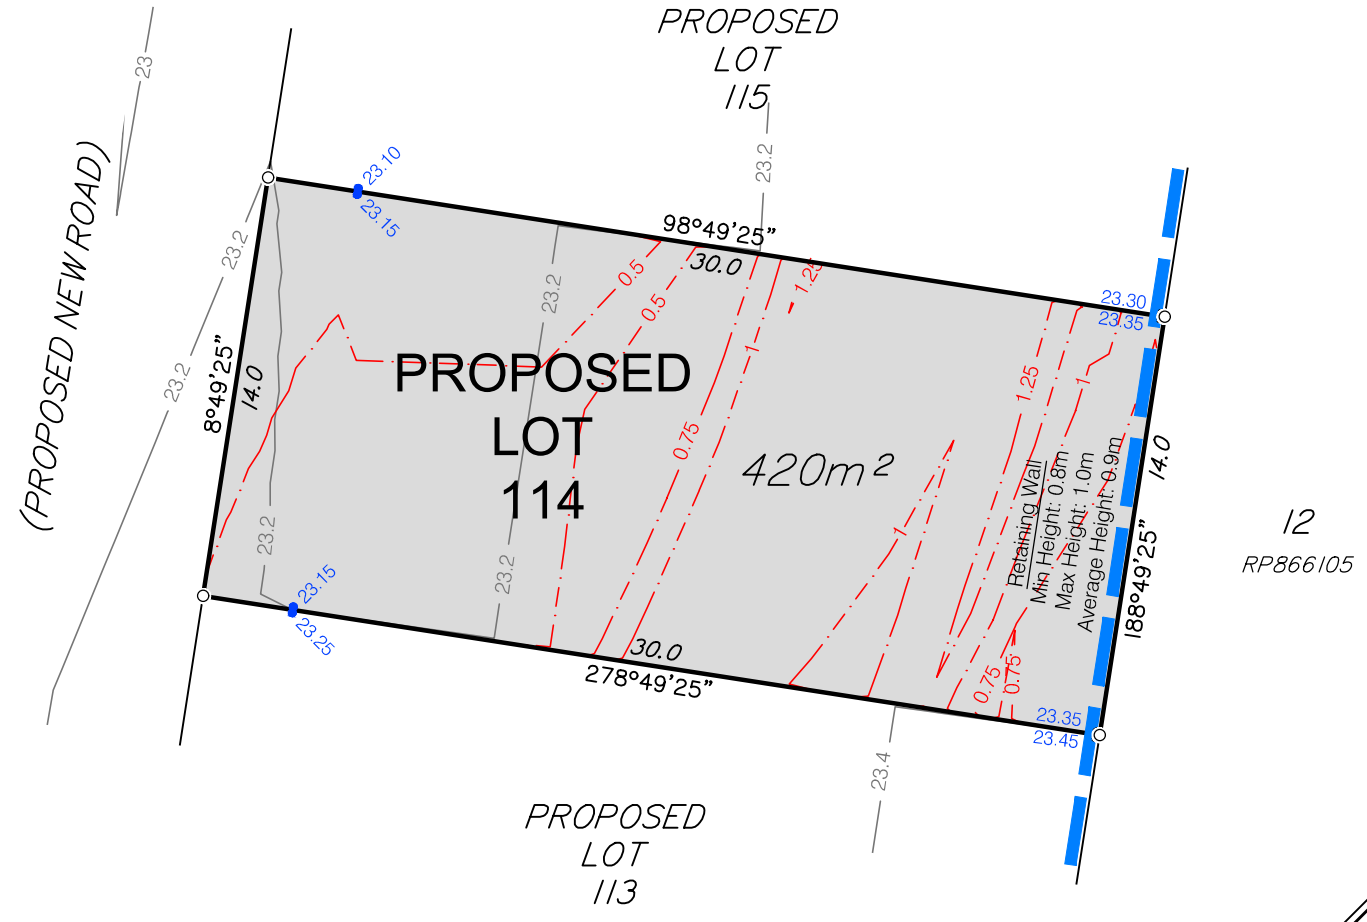 PROPOSED
LOT
115
23
23.2
(PROPOSED NEW ROAD)
23.10
23.15
98°49'25”
30.0
23.2
23.2
23.2
0.5
0.5
1.25
23.30
23.35
8°49'25”
14.0
PROPOSED
LOT
114
420m²
0.75
1
1.25
1
1
Retaining Wall
Min Height: 0.8m
Max Height: 1.0m
Average Height: 0.9m
14.0
188°49'25”
12
RP866105
23.2
23.2
23.15
23.25
30.0
278°49'25”
0.75
0.75
23.35
23.45
23.4
PROPOSED
LOT
113